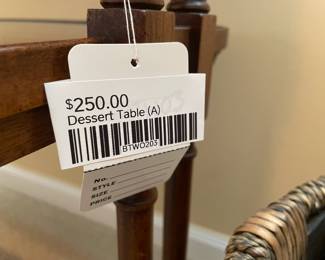 $250.00
Dessert Table (A)
BTWO203
No.
STYLE
SIZE
PRICE